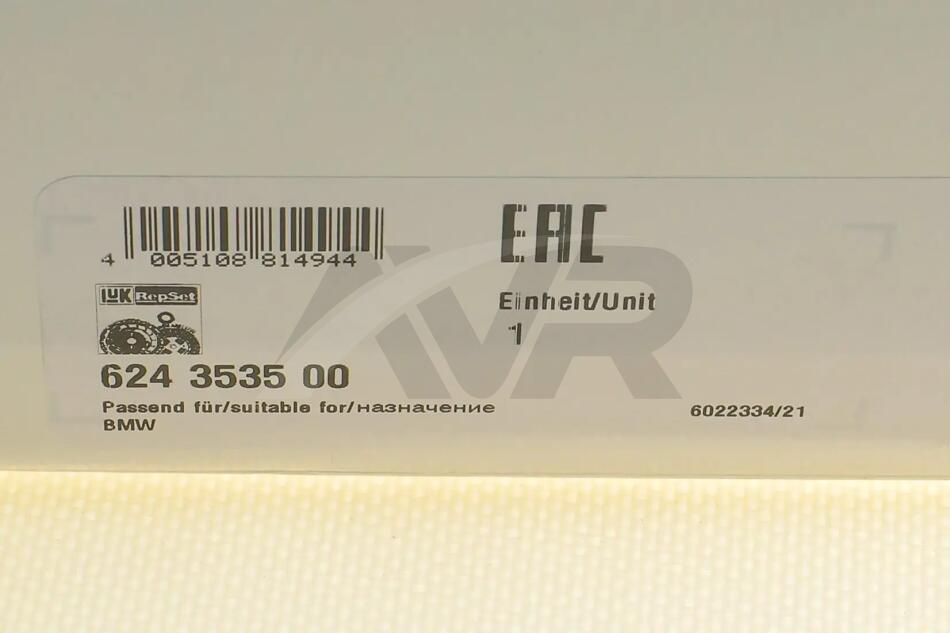 4 005108 814944
EAC
LuK RepSet
Einheit/Unit
1
624 3535 00
Passend für/suitable for/назначение
BMW
6022334/21
AVR